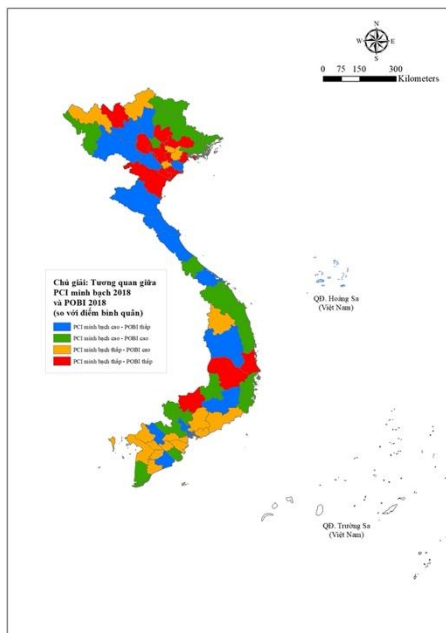 N
W E
S
0 75 150 300
Kilometers
QĐ. Hoàng Sa
(Việt Nam)
Chú giải: Tương quan giữa
PCI minh bạch 2018
và POBI 2018
(so với điểm bình quân)
PCI minh bạch cao - POBI thấp
PCI minh bạch cao - POBI cao
PCI minh bạch thấp - POBI cao
PCI minh bạch thấp - POBI thấp
QĐ. Trường Sa
(Việt Nam)